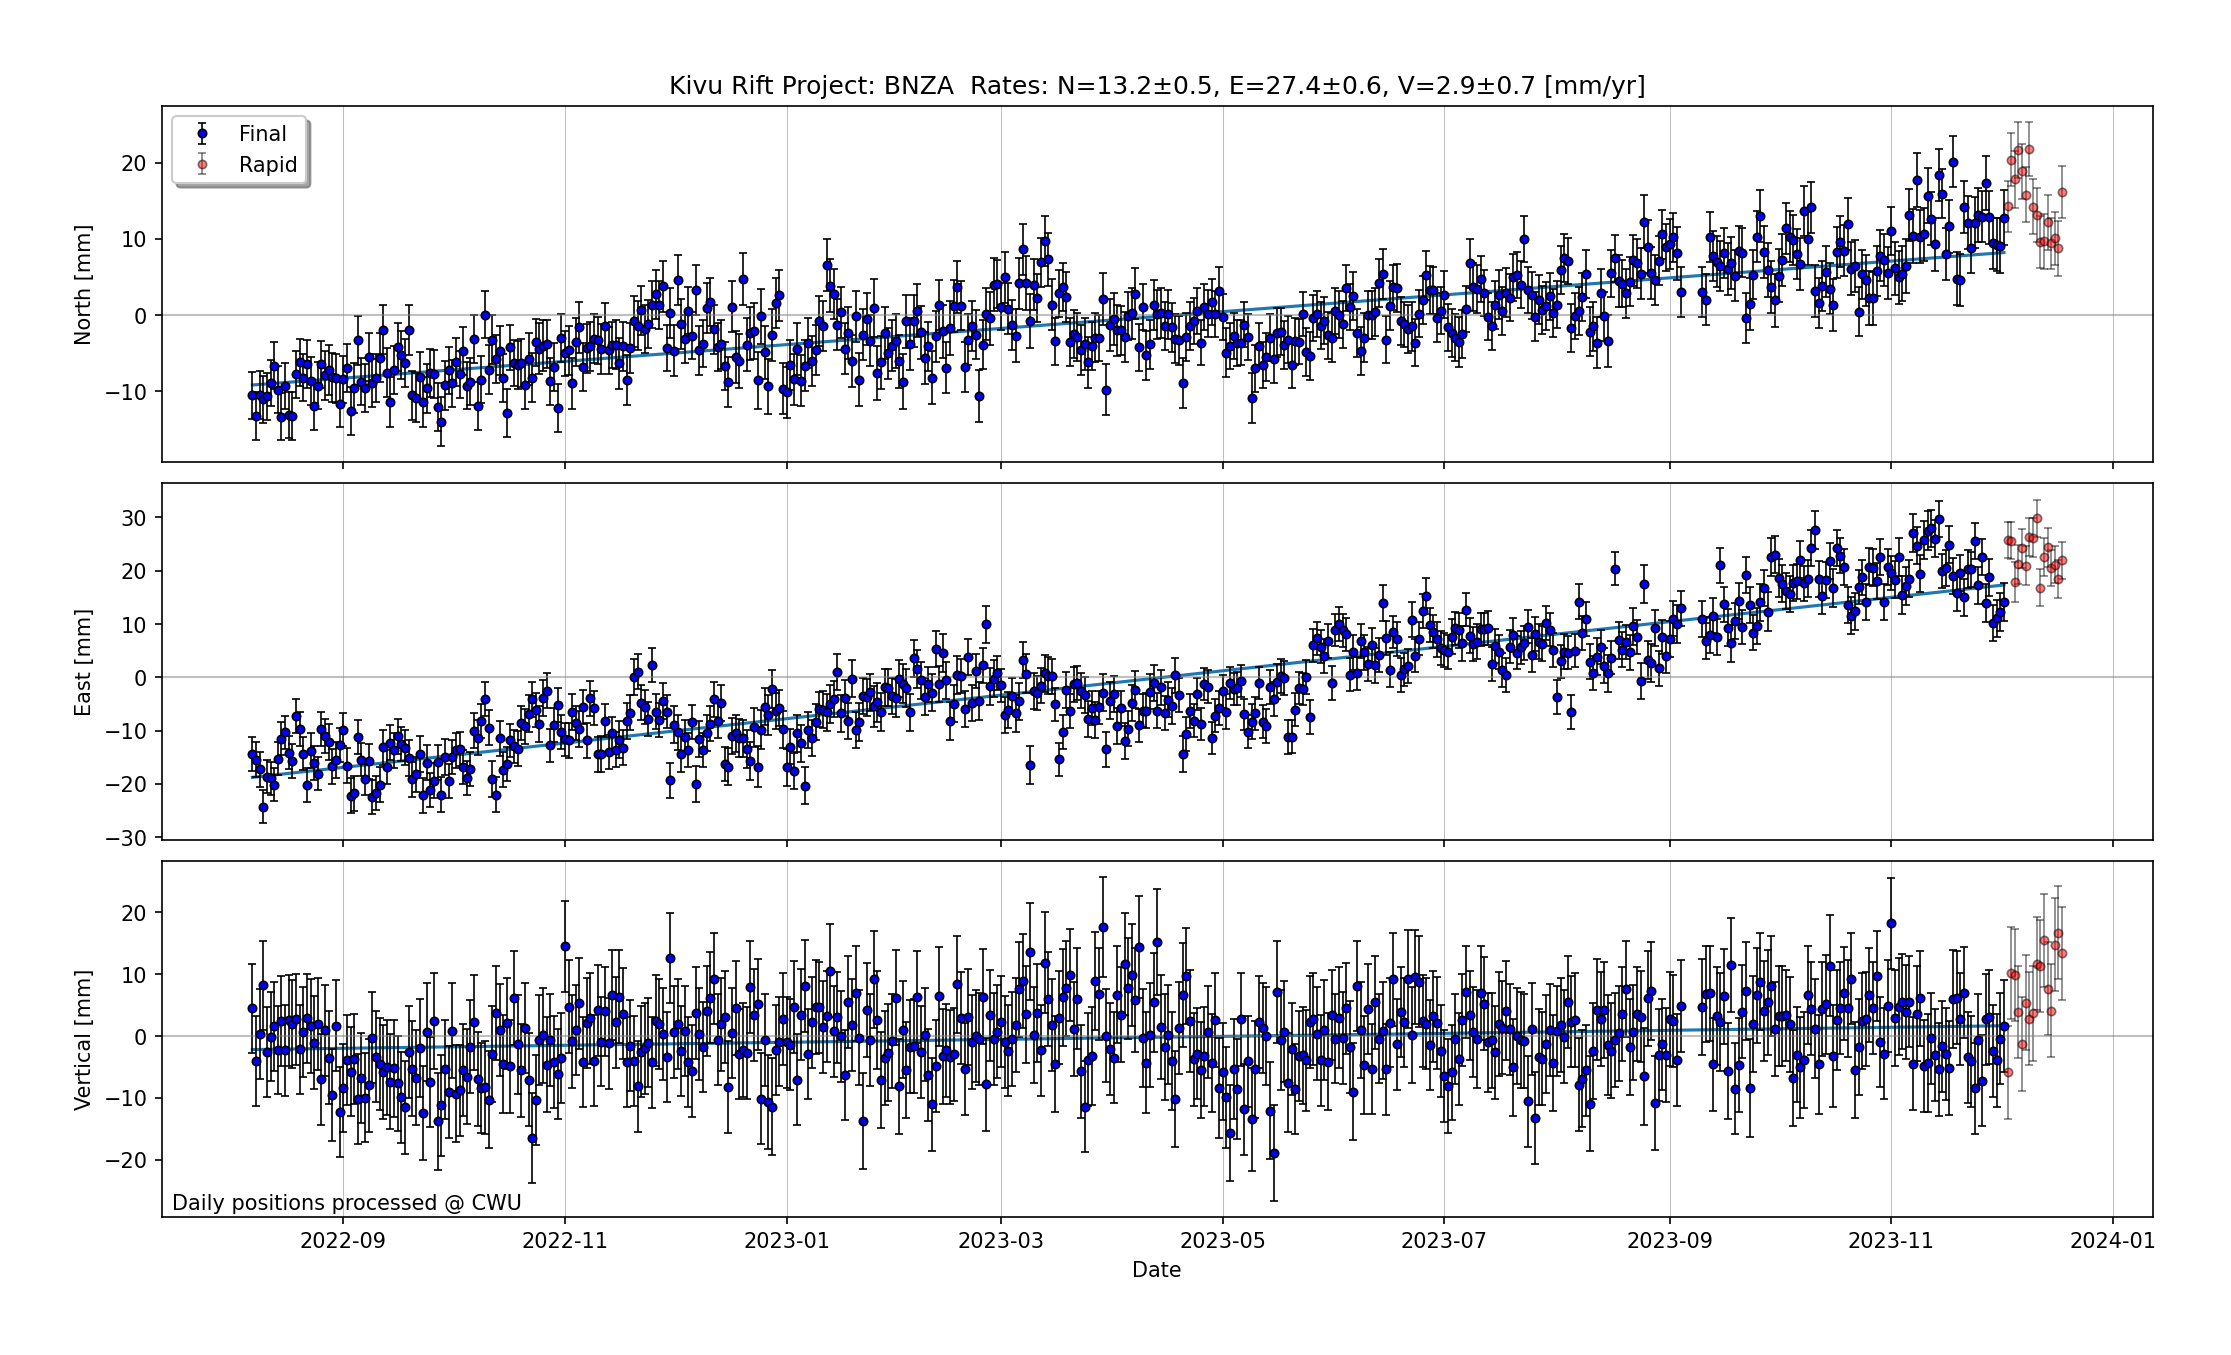 Kivu Rift Project: BNZA  Rates: N=13.2±0.5, E=27.4±0.6, V=2.9±0.7 [mm/yr]
Final
Rapid
North [mm]
20
10
0
−10
East [mm]
30
20
10
0
−10
−20
−30
Vertical [mm]
20
10
0
−10
−20
Daily positions processed @ CWU
2022-09 2022-11 2023-01 2023-03 2023-05 2023-07 2023-09 2023-11 2024-01
Date